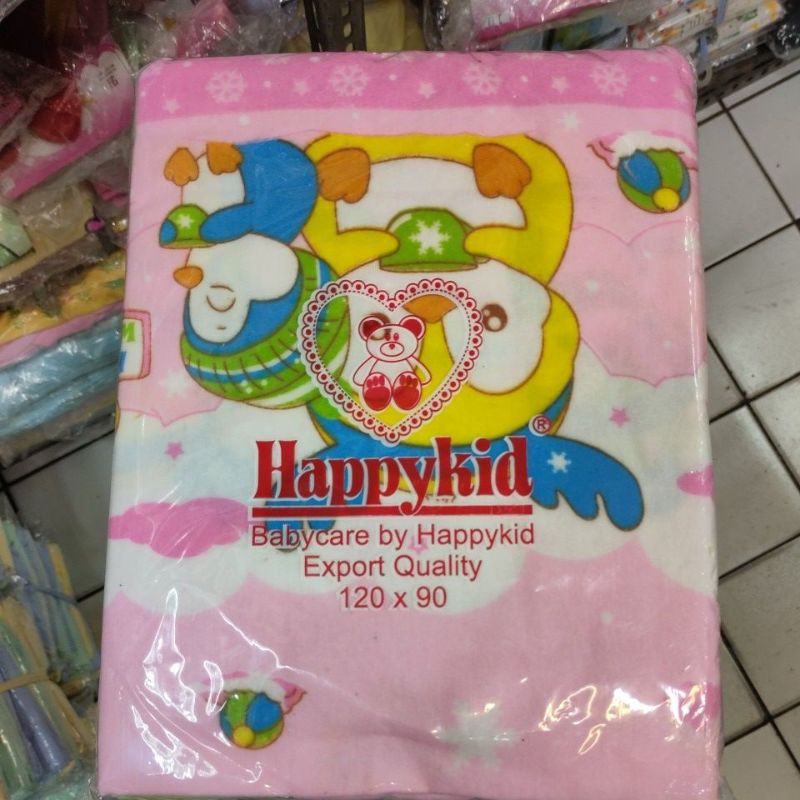 Happykid®
Babycare by Happykid
Export Quality
120 x 90